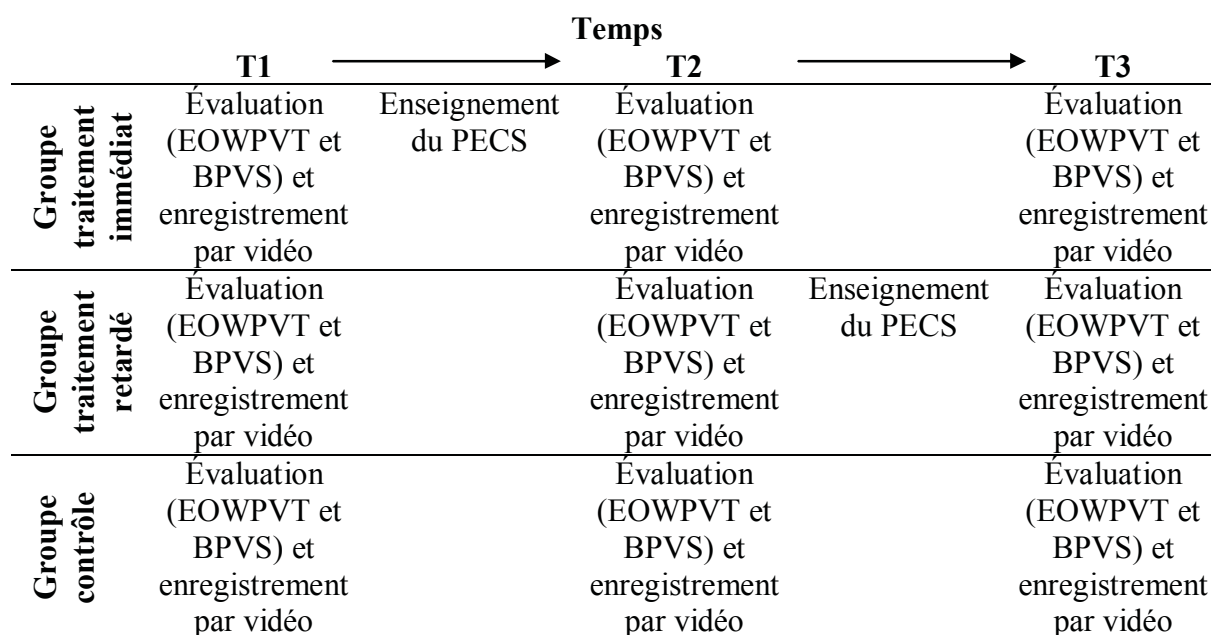 Temps
T1 T2 T3
Groupe
traitement
immédiat
Évaluation Enseignement Évaluation Évaluation
(EOWPVT et du PECS (EOWPVT et (EOWPVT et
BPVS) et BPVS) et BPVS) et
enregistrement enregistrement enregistrement
par vidéo par vidéo par vidéo
Groupe
traitement
retardé
Évaluation Évaluation Enseignement Évaluation
(EOWPVT et (EOWPVT et du PECS (EOWPVT et
BPVS) et BPVS) et BPVS) et
enregistrement enregistrement enregistrement
par vidéo par vidéo par vidéo
Groupe
contrôle
Évaluation Évaluation Évaluation
(EOWPVT et (EOWPVT et (EOWPVT et
BPVS) et BPVS) et BPVS) et
enregistrement enregistrement enregistrement
par vidéo par vidéo par vidéo